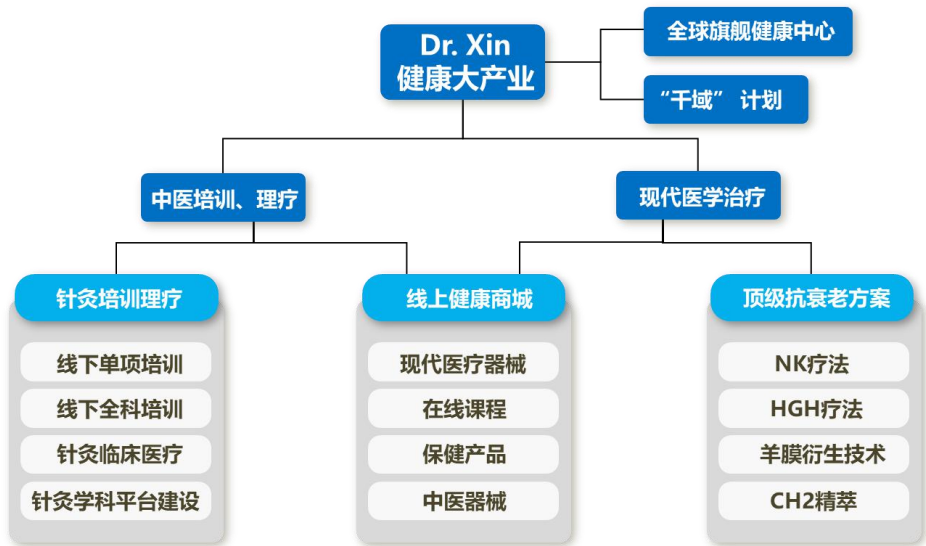 Dr. Xin
健康大产业
全球旗舰健康中心
“干域” 计划
中医培训、理疗
现代医学治疗
针灸培训理疗
线下单项培训
线下全科培训
针灸临床医疗
针灸学科平台建设
线上健康商城
现代医疗器械
在线课程
保健产品
中医器械
顶级抗衰老方案
NK疗法
HGH疗法
羊膜衍生技术
CH2精萃